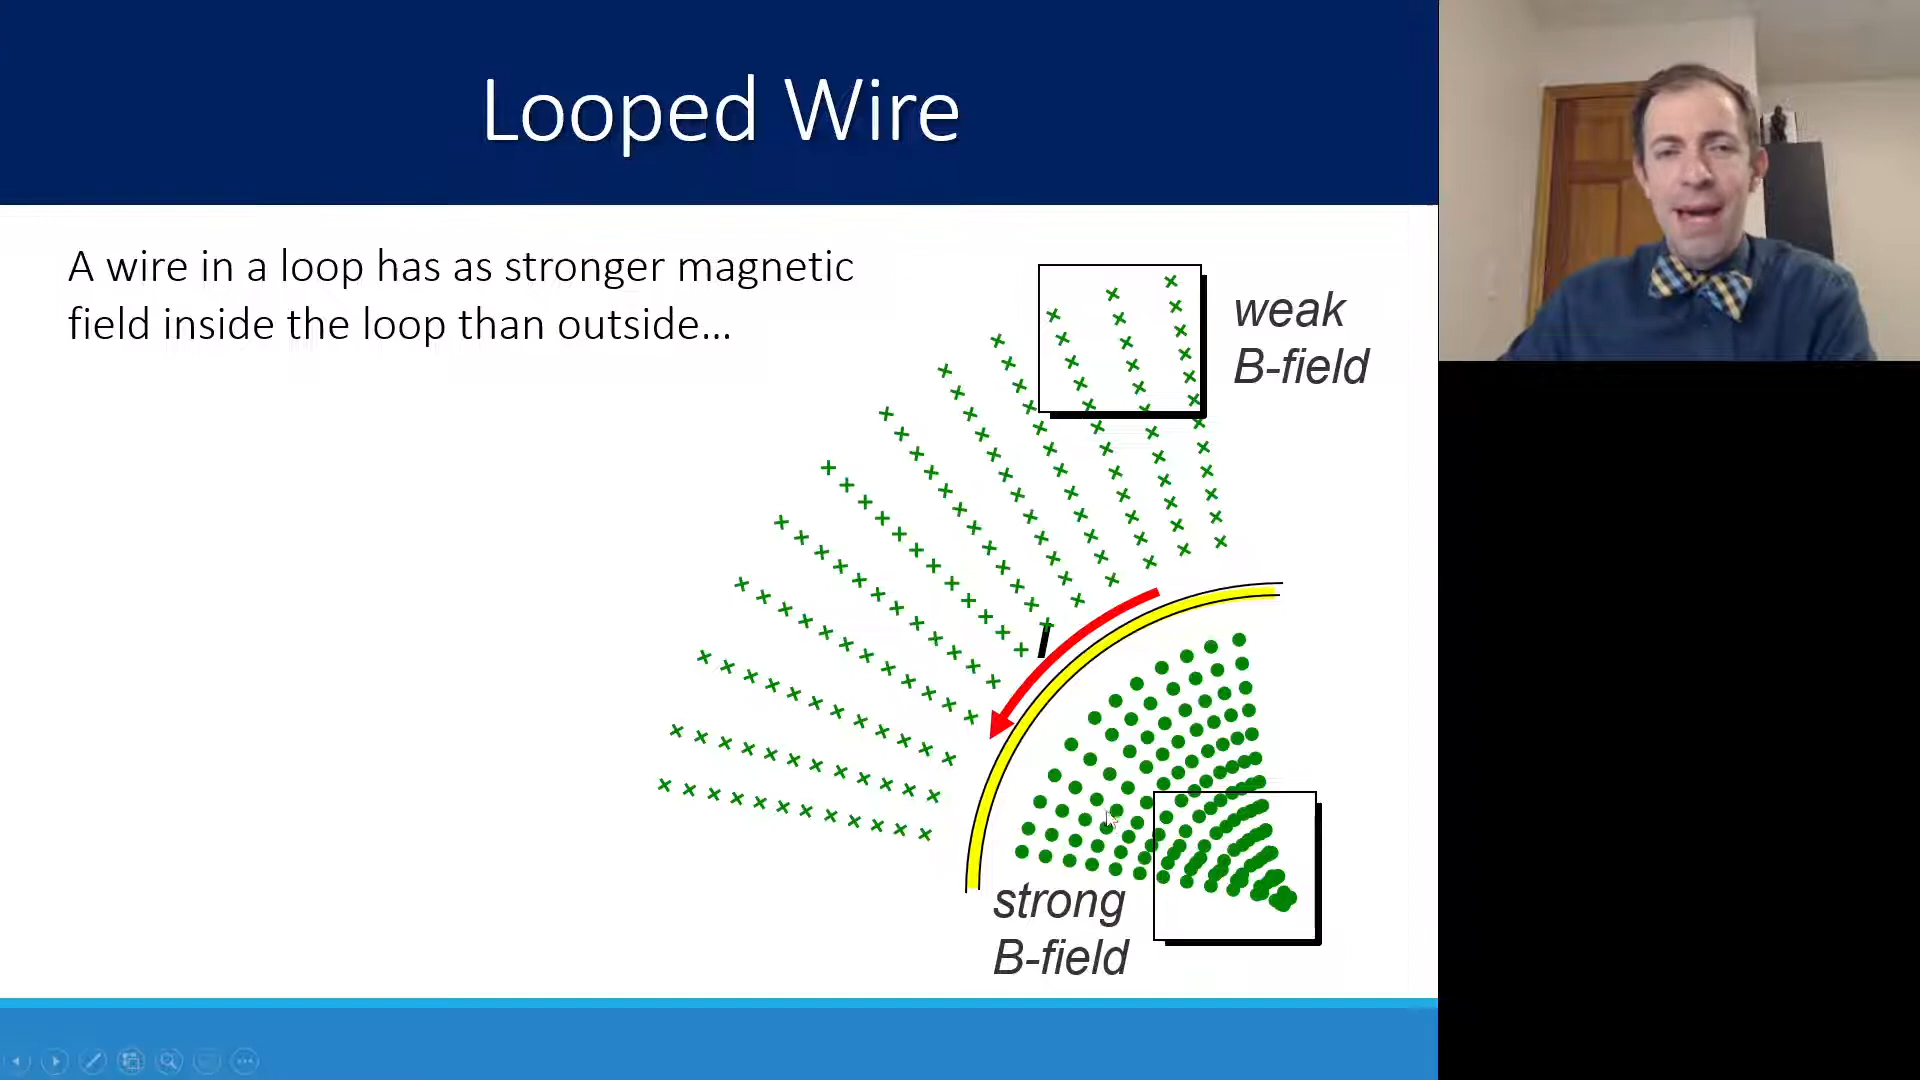 Looped Wire
A wire in a loop has as stronger magnetic
field inside the loop than outside...
weak
B-field
I
strong
B-field